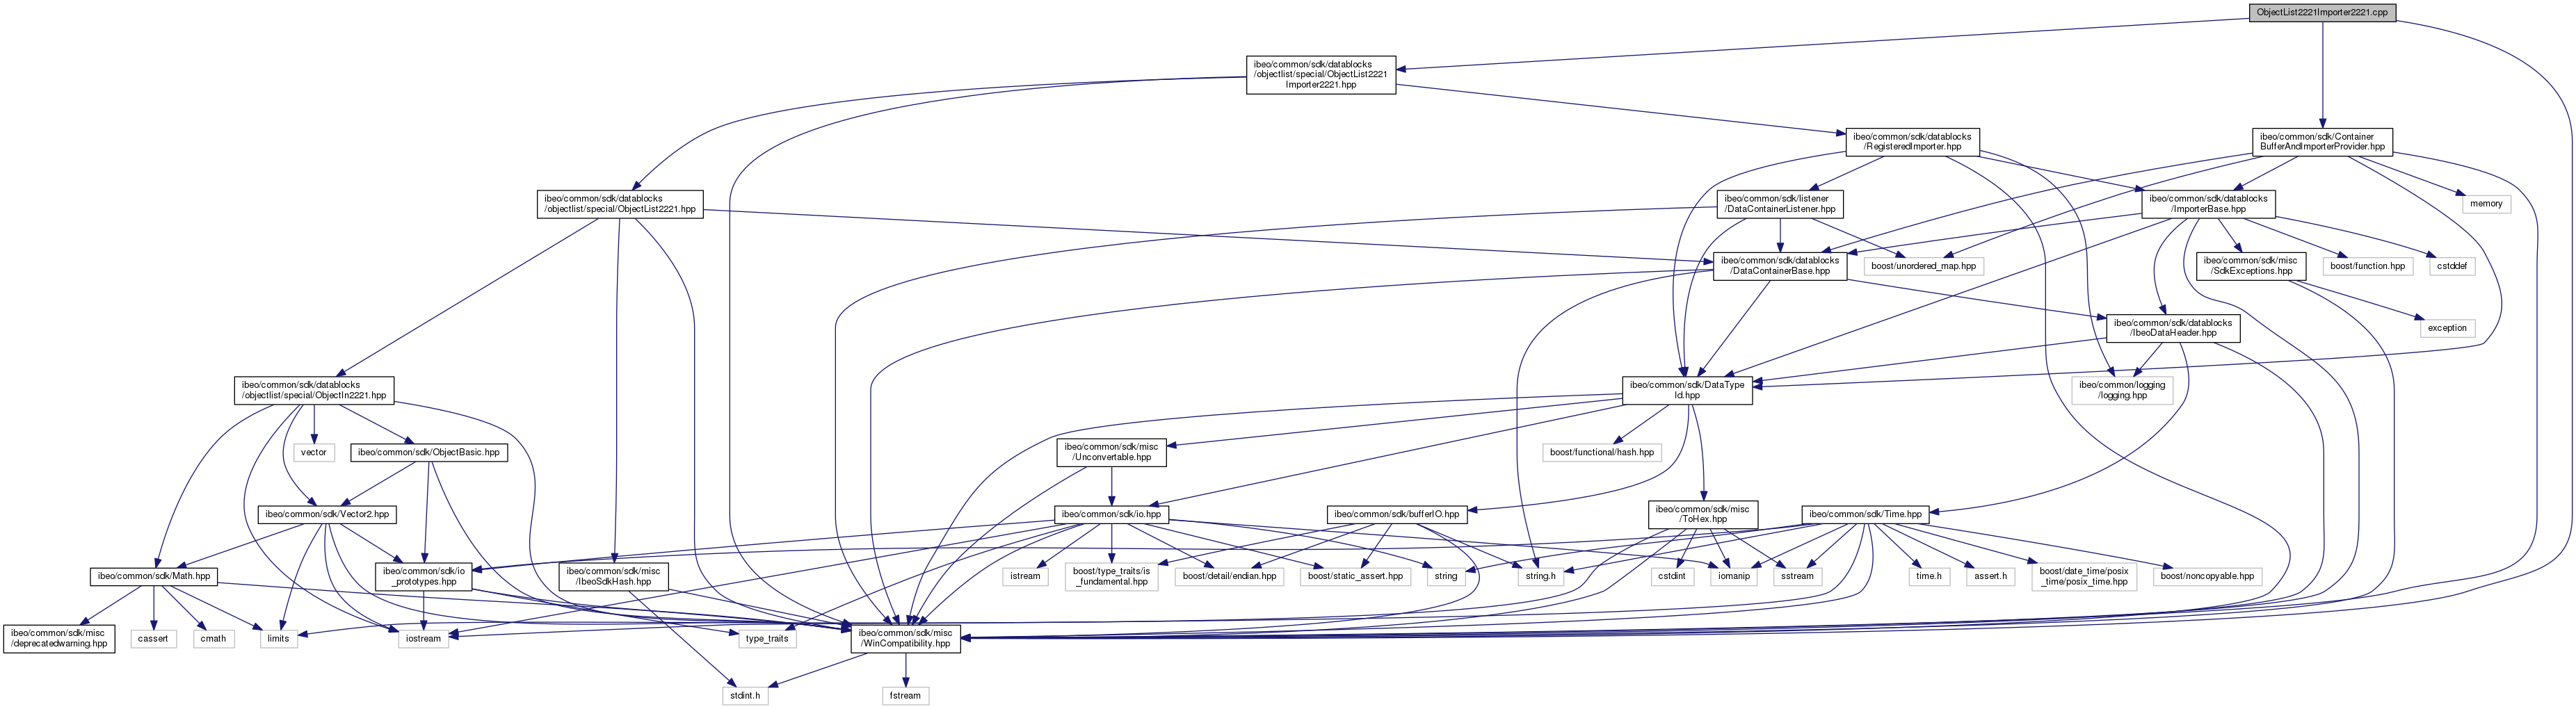 ObjectList2221Importer2221.cpp
ibeo/common/sdk/datablocks
/objectlist/special/ObjectList2221
Importer2221.hpp
ibeo/common/sdk/datablocks
/RegisteredImporter.hpp
ibeo/common/sdk/Container
BufferAndImporterProvider.hpp
ibeo/common/sdk/datablocks
/objectlist/special/ObjectList2221.hpp
ibeo/common/sdk/listener
/DataContainerListener.hpp
ibeo/common/sdk/datablocks
/ImporterBase.hpp
memory
ibeo/common/sdk/datablocks
/DataContainerBase.hpp
boost/unordered_map.hpp
ibeo/common/sdk/misc
/SdkExceptions.hpp
boost/function.hpp
cstddef
ibeo/common/sdk/datablocks
/IbeoDataHeader.hpp
exception
ibeo/common/sdk/datablocks
/objectlist/special/ObjectIn2221.hpp
ibeo/common/sdk/DataType
Id.hpp
ibeo/common/logging
/logging.hpp
vector
ibeo/common/sdk/ObjectBasic.hpp
ibeo/common/sdk/misc
/Unconvertable.hpp
boost/functional/hash.hpp
ibeo/common/sdk/Vector2.hpp
ibeo/common/sdk/io.hpp
ibeo/common/sdk/bufferIO.hpp
ibeo/common/sdk/misc
/ToHex.hpp
ibeo/common/sdk/Time.hpp
ibeo/common/sdk/Math.hpp
ibeo/common/sdk/io
_prototypes.hpp
ibeo/common/sdk/misc
/IbeoSdkHash.hpp
istream
boost/type_traits/is
_fundamental.hpp
boost/detail/endian.hpp
boost/static_assert.hpp
string
string.h
cstdint
iomanip
sstream
time.h
assert.h
boost/date_time/posix
_time/posix_time.hpp
boost/noncopyable.hpp
ibeo/common/sdk/misc
/deprecatedwarning.hpp
cassert
cmath
limits
iostream
type_traits
ibeo/common/sdk/misc
/WinCompatibility.hpp
stdint.h
fstream